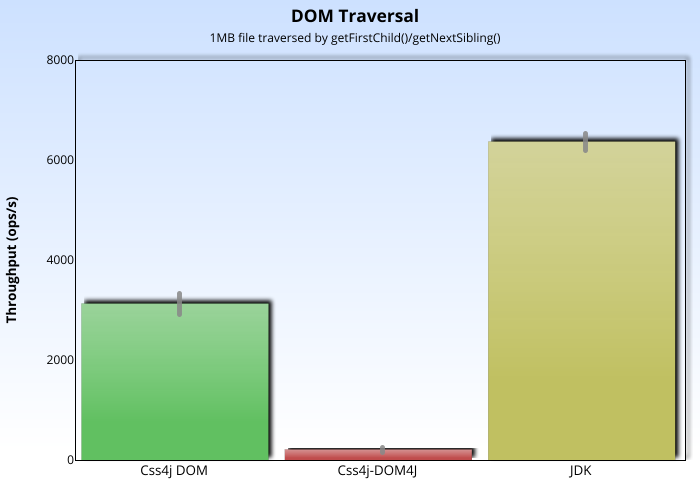 DOM Traversal
1MB file traversed by getFirstChild()/getNextSibling()
Throughput (ops/s)
8000
6000
4000
2000
0
Css4j DOM
Css4j-DOM4J
JDK